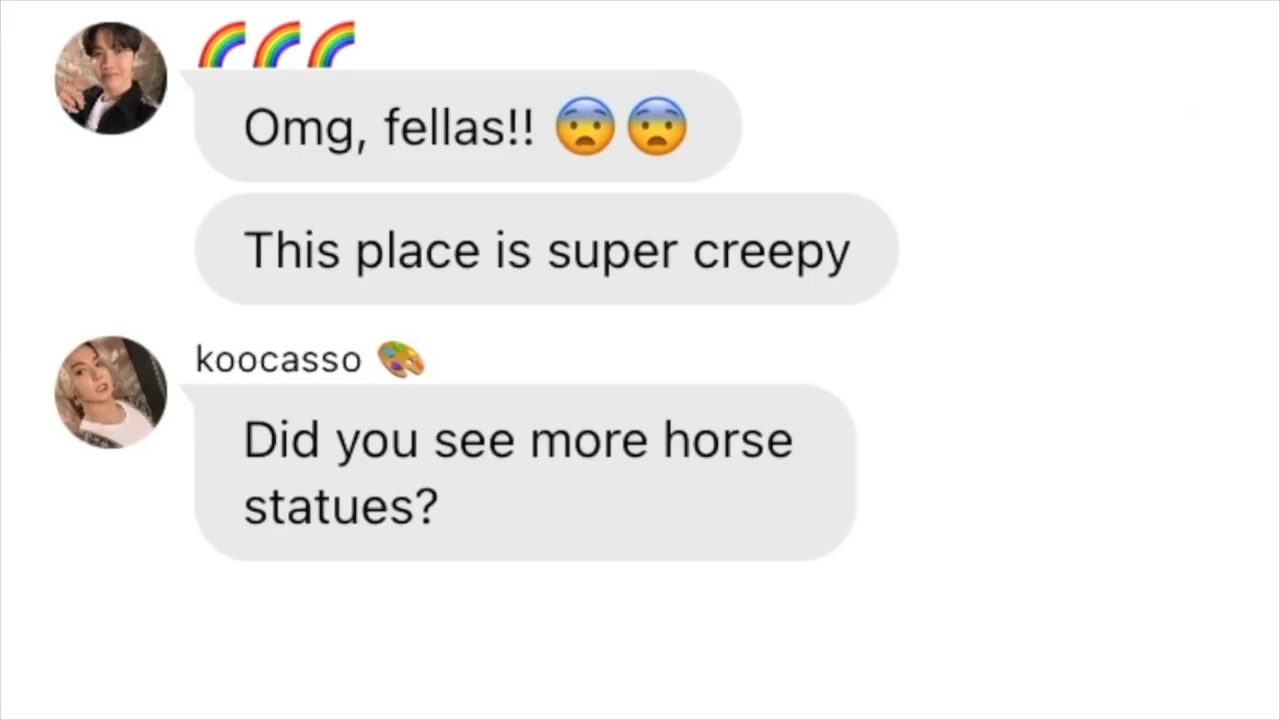 🌈🌈🌈
Omg, fellas!! 😨😨
This place is super creepy
koocasso 🎨
Did you see more horse
statues?